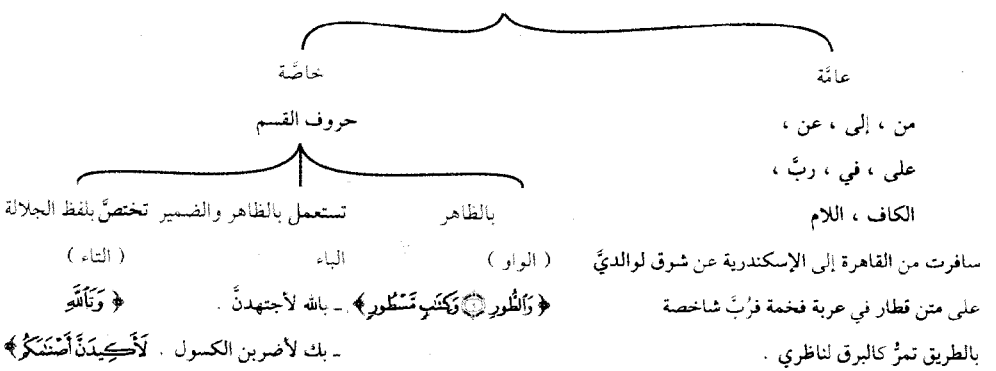 عامَّة خاصَّة
من ، إلى ، عن ، حروف القسم
على ، في ، ربَّ ،
الكاف ، اللام بالظاهر تستعمل بالظاهر والضمير تختصَّ بلفظ الجلالة
سافرت من القاهرة إلى الإسكندرية عن شوق لوالديَّ ( الواو ) الباء ( التاء )
على متن قطار في عربة فخمة فرُبَّ شاخصة ﴿ وَٱلطُّورِ ۝ وَكِتَٰبٍ مَّسْطُورٍ ﴾ ـ بالله لأجتهدنَّ . ﴿ وَتَٱللَّهِ
بالطريق تمرُّ كالبرق لناظري . ـ بك لأضربن الكسول . لَأَكِيدَنَّ أَصْنَٰمَكُم ﴾